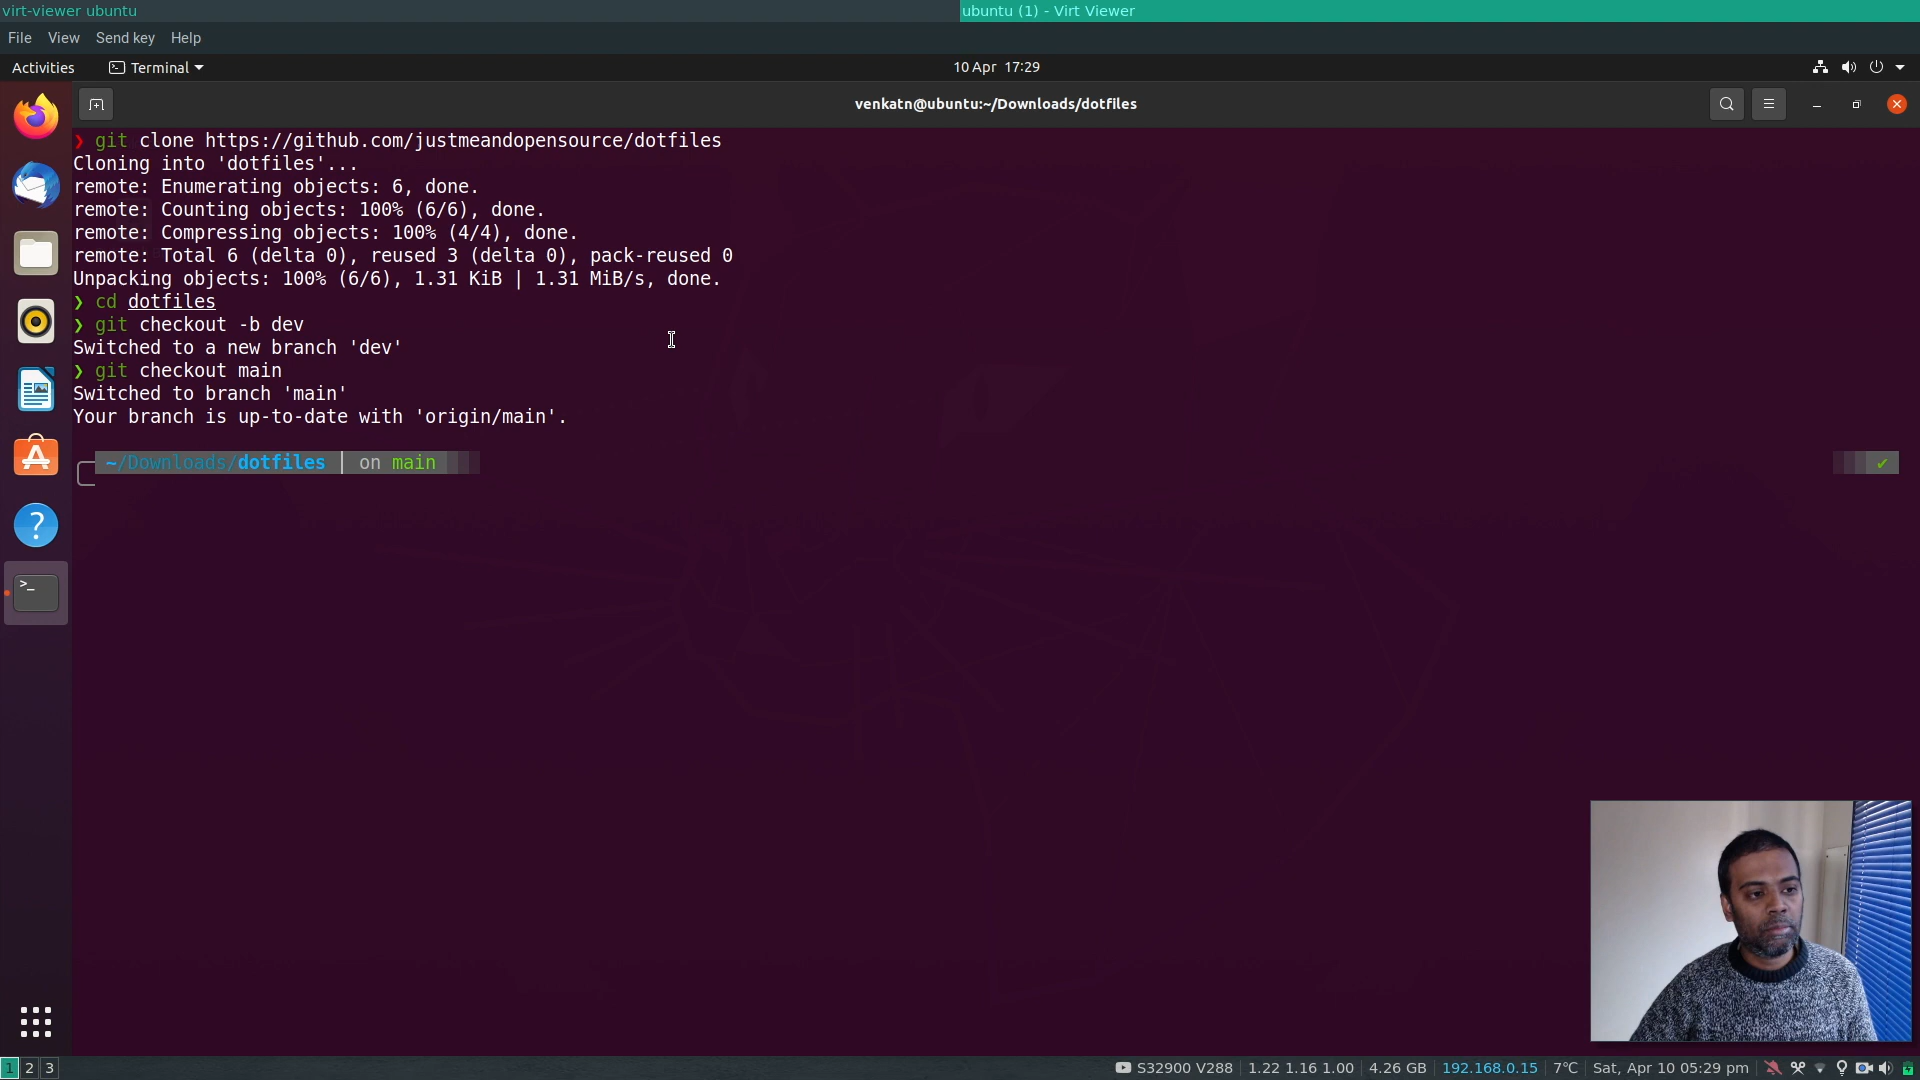 virt-viewer ubuntu
ubuntu (1) - Virt Viewer
File View Send key Help
Activities Terminal 10 Apr 17:29
venkatn@ubuntu:~/Downloads/dotfiles
❯ git clone https://github.com/justmeandopensource/dotfiles
Cloning into 'dotfiles'...
remote: Enumerating objects: 6, done.
remote: Counting objects: 100% (6/6), done.
remote: Compressing objects: 100% (4/4), done.
remote: Total 6 (delta 0), reused 3 (delta 0), pack-reused 0
Unpacking objects: 100% (6/6), 1.31 KiB | 1.31 MiB/s, done.
❯ cd dotfiles
❯ git checkout -b dev
Switched to a new branch 'dev'
❯ git checkout main
Switched to branch 'main'
Your branch is up-to-date with 'origin/main'.
~/Downloads/dotfiles | on main ✔
1 2 3 S32900 V288 | 1.22 1.16 1.00 | 4.26 GB | 192.168.0.15 | 7°C | Sat, Apr 10 05:29 pm